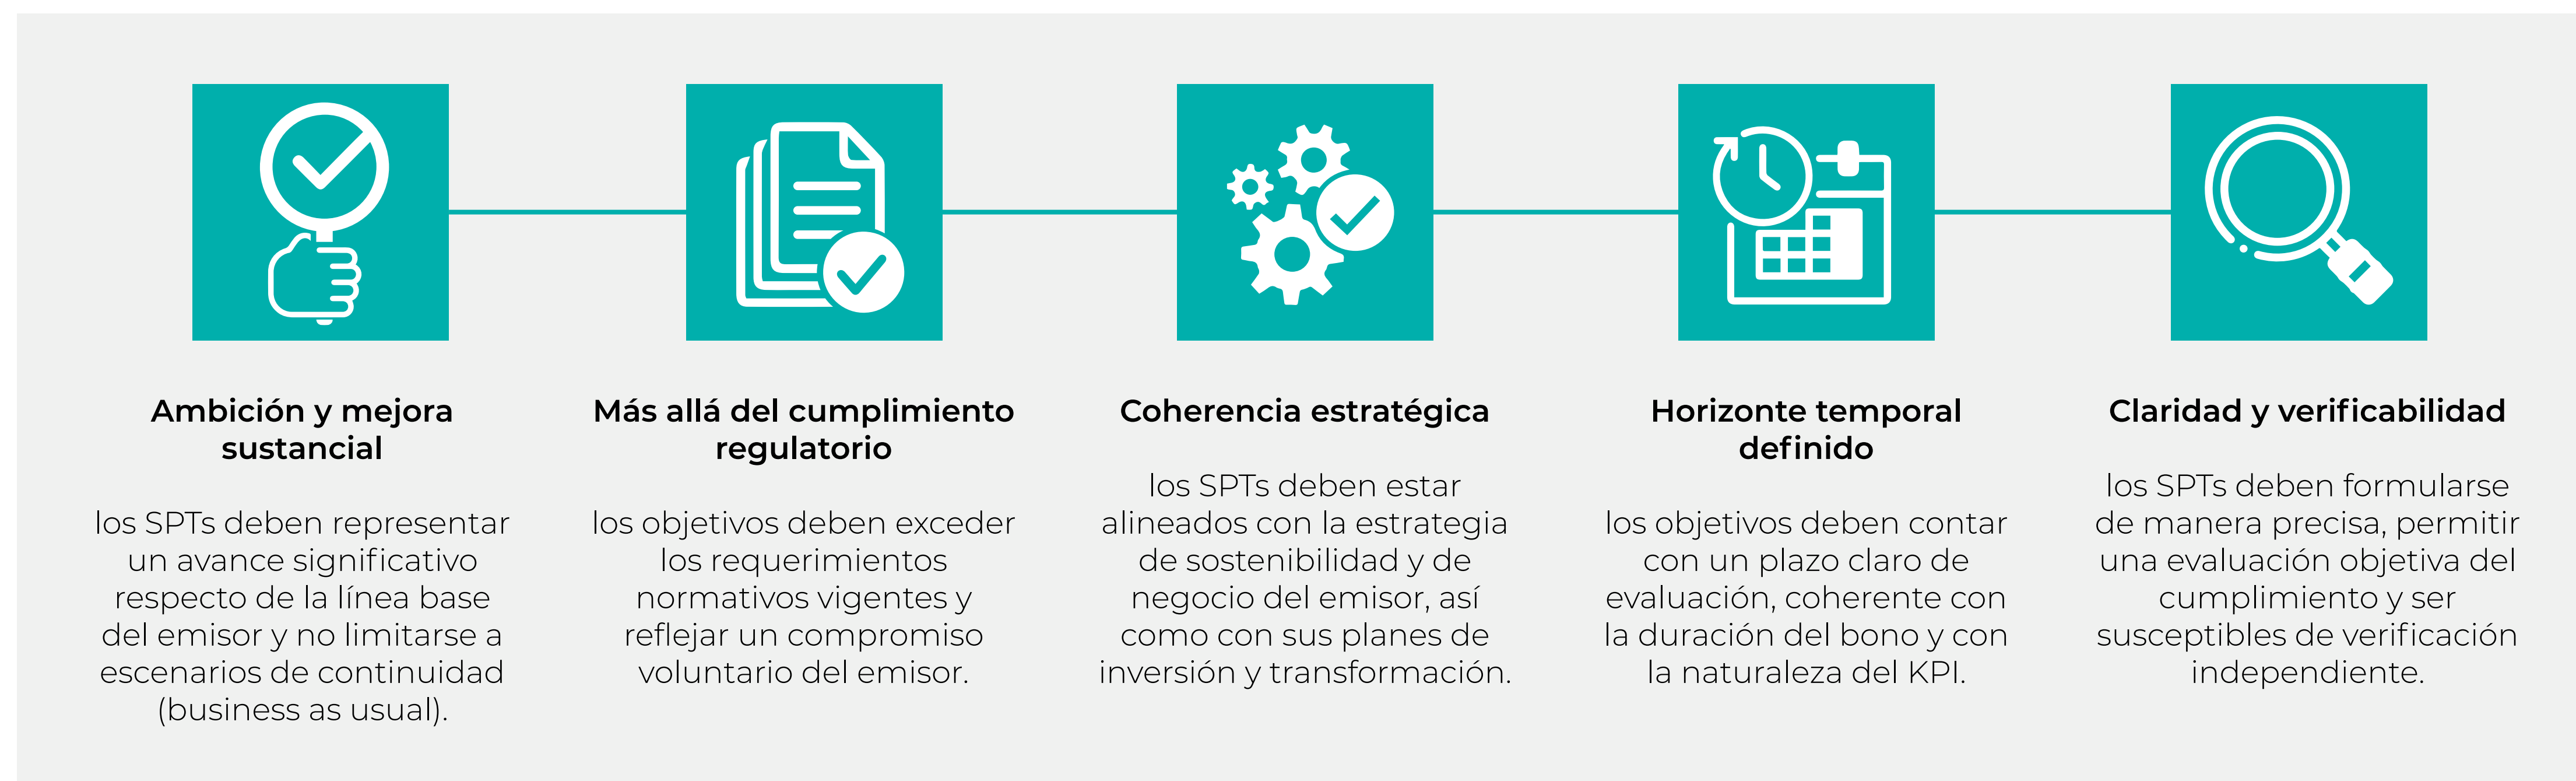 Ambición y mejora
sustancial
los SPTs deben representar
un avance significativo
respecto de la línea base
del emisor y no limitarse a
escenarios de continuidad
(business as usual).
Más allá del cumplimiento
regulatorio
los objetivos deben exceder
los requerimientos
normativos vigentes y
reflejar un compromiso
voluntario del emisor.
Coherencia estratégica
los SPTs deben estar
alineados con la estrategia
de sostenibilidad y de
negocio del emisor, así
como con sus planes de
inversión y transformación.
Horizonte temporal
definido
los objetivos deben contar
con un plazo claro de
evaluación, coherente con
la duración del bono y con
la naturaleza del KPI.
Claridad y verificabilidad
los SPTs deben formularse
de manera precisa, permitir
una evaluación objetiva del
cumplimiento y ser
susceptibles de verificación
independiente.